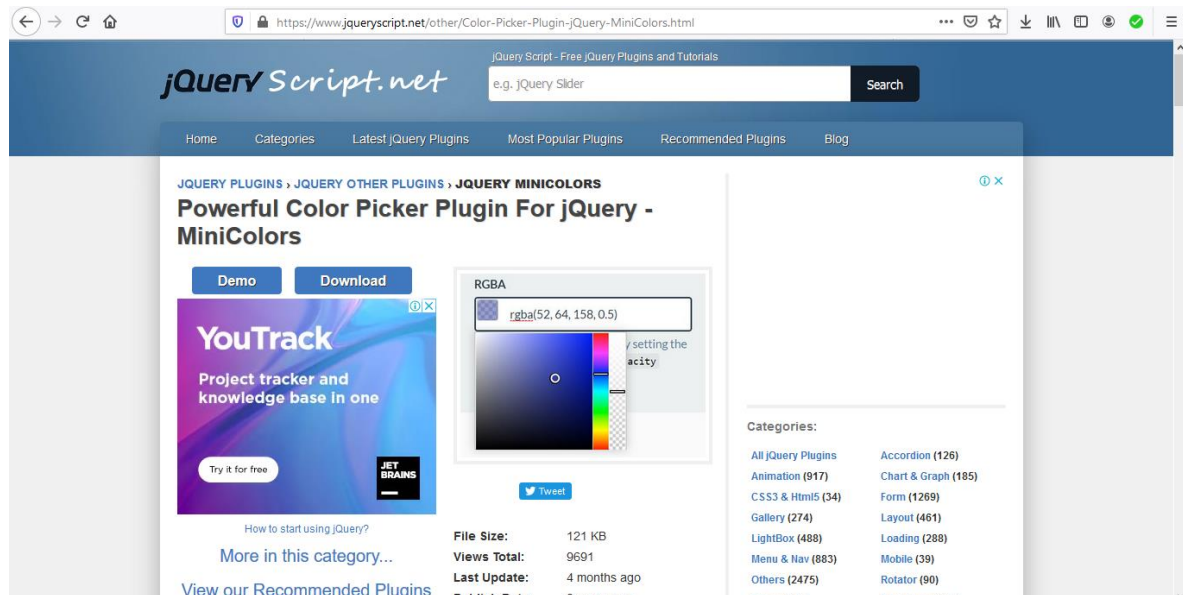 https://www.jqueryscript.net/other/Color-Picker-Plugin-jQuery-MiniColors.html
jQuery Script - Free jQuery Plugins and Tutorials
jQuery Script.net
e.g. jQuery Slider
Search
Home Categories Latest jQuery Plugins Most Popular Plugins Recommended Plugins Blog
JQUERY PLUGINS › JQUERY OTHER PLUGINS › JQUERY MINICOLORS
Powerful Color Picker Plugin For jQuery -
MiniColors
Demo Download
YouTrack
Project tracker and
knowledge base in one
Try it for free
JET
BRAINS
How to start using jQuery?
More in this category...
View our Recommended Plugins
RGBA
rgba(52, 64, 158, 0.5)
y setting the
acity
Tweet
File Size: 121 KB
Views Total: 9691
Last Update: 4 months ago
Categories:
All jQuery Plugins Accordion (126)
Animation (917) Chart & Graph (185)
CSS3 & Html5 (34) Form (1269)
Gallery (274) Layout (461)
LightBox (488) Loading (288)
Menu & Nav (883) Mobile (39)
Others (2475) Rotator (90)